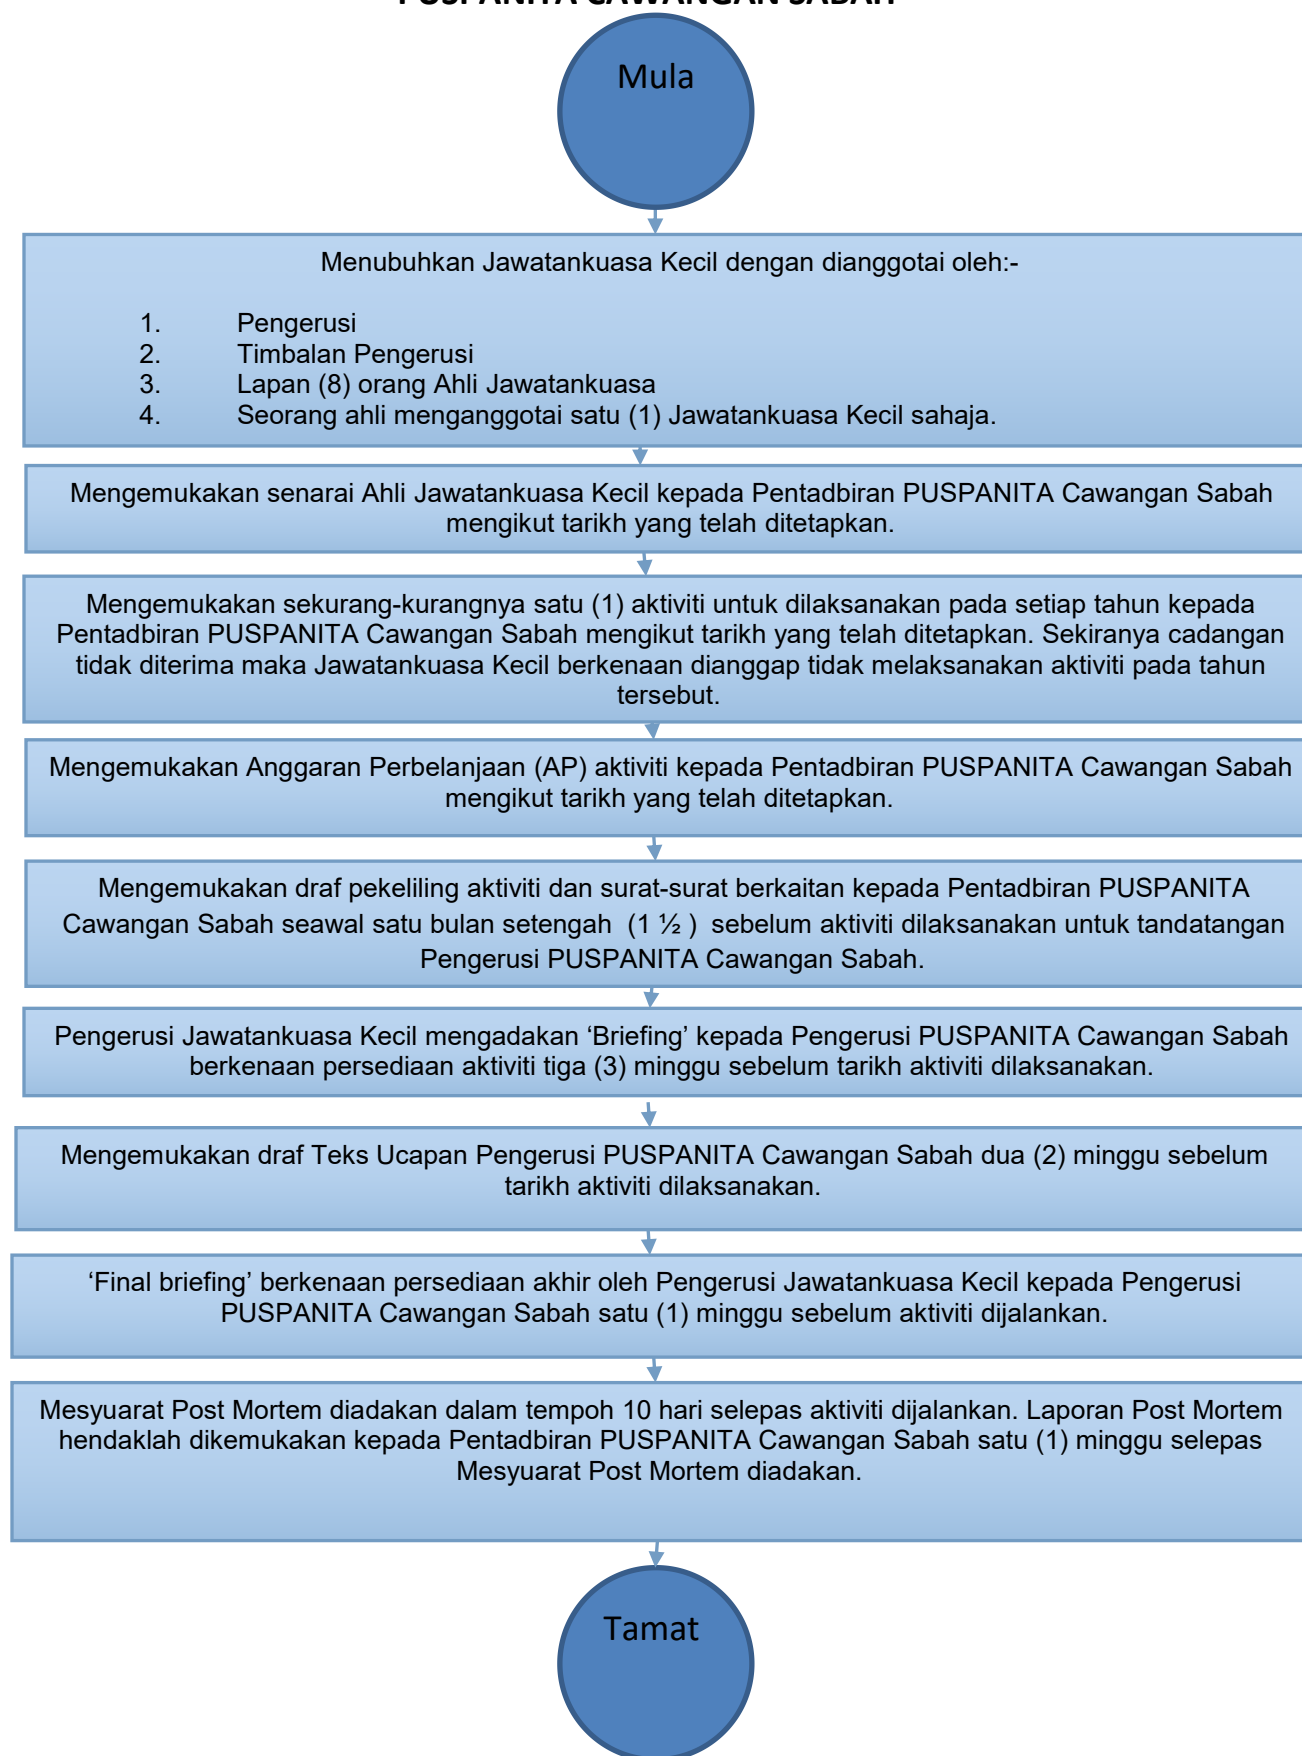 PUSPANITA CAWANGAN SABAH
Mula
Menubuhkan Jawatankuasa Kecil dengan dianggotai oleh:-
1. Pengerusi
2. Timbalan Pengerusi
3. Lapan (8) orang Ahli Jawatankuasa
4. Seorang ahli menganggotai satu (1) Jawatankuasa Kecil sahaja.
Mengemukakan senarai Ahli Jawatankuasa Kecil kepada Pentadbiran PUSPANITA Cawangan Sabah
mengikut tarikh yang telah ditetapkan.
Mengemukakan sekurang-kurangnya satu (1) aktiviti untuk dilaksanakan pada setiap tahun kepada
Pentadbiran PUSPANITA Cawangan Sabah mengikut tarikh yang telah ditetapkan. Sekiranya cadangan
tidak diterima maka Jawatankuasa Kecil berkenaan dianggap tidak melaksanakan aktiviti pada tahun
tersebut.
Mengemukakan Anggaran Perbelanjaan (AP) aktiviti kepada Pentadbiran PUSPANITA Cawangan Sabah
mengikut tarikh yang telah ditetapkan.
Mengemukakan draf pekeliling aktiviti dan surat-surat berkaitan kepada Pentadbiran PUSPANITA
Cawangan Sabah seawal satu bulan setengah (1 ½ ) sebelum aktiviti dilaksanakan untuk tandatangan
Pengerusi PUSPANITA Cawangan Sabah.
Pengerusi Jawatankuasa Kecil mengadakan ‘Briefing’ kepada Pengerusi PUSPANITA Cawangan Sabah
berkenaan persediaan aktiviti tiga (3) minggu sebelum tarikh aktiviti dilaksanakan.
Mengemukakan draf Teks Ucapan Pengerusi PUSPANITA Cawangan Sabah dua (2) minggu sebelum
tarikh aktiviti dilaksanakan.
‘Final briefing’ berkenaan persediaan akhir oleh Pengerusi Jawatankuasa Kecil kepada Pengerusi
PUSPANITA Cawangan Sabah satu (1) minggu sebelum aktiviti dijalankan.
Mesyuarat Post Mortem diadakan dalam tempoh 10 hari selepas aktiviti dijalankan. Laporan Post Mortem
hendaklah dikemukakan kepada Pentadbiran PUSPANITA Cawangan Sabah satu (1) minggu selepas
Mesyuarat Post Mortem diadakan.
Tamat